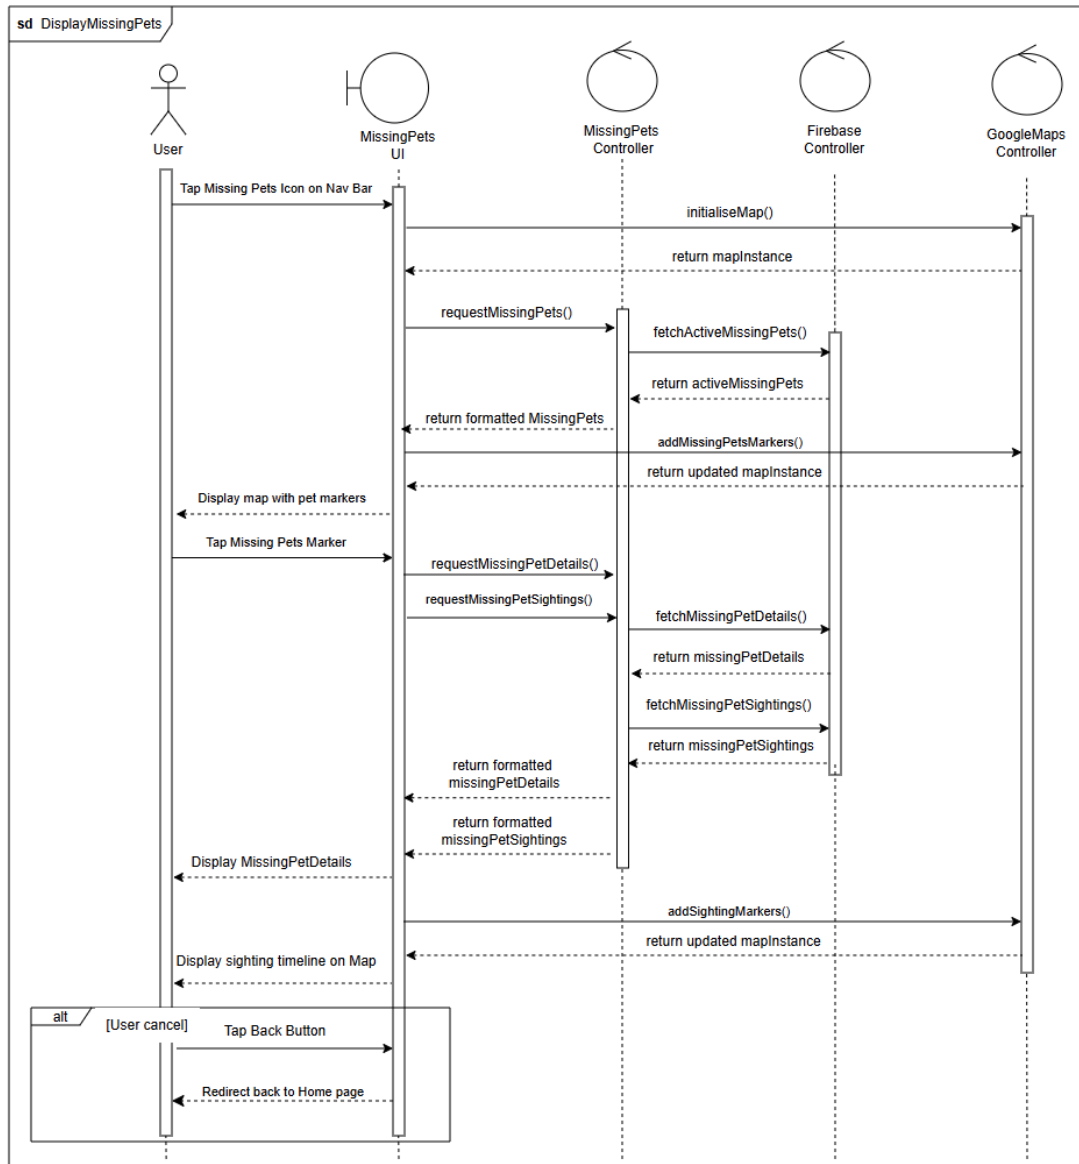 sd DisplayMissingPets
User
MissingPets
UI
MissingPets
Controller
Firebase
Controller
GoogleMaps
Controller
Tap Missing Pets Icon on Nav Bar
initialiseMap()
return mapInstance
requestMissingPets()
fetchActiveMissingPets()
return activeMissingPets
return formatted MissingPets
addMissingPetsMarkers()
return updated mapInstance
Display map with pet markers
Tap Missing Pets Marker
requestMissingPetDetails()
requestMissingPetSightings()
fetchMissingPetDetails()
return missingPetDetails
fetchMissingPetSightings()
return missingPetSightings
return formatted
missingPetDetails
return formatted
missingPetSightings
Display MissingPetDetails
addSightingMarkers()
return updated mapInstance
Display sighting timeline on Map
alt
[User cancel]
Tap Back Button
Redirect back to Home page